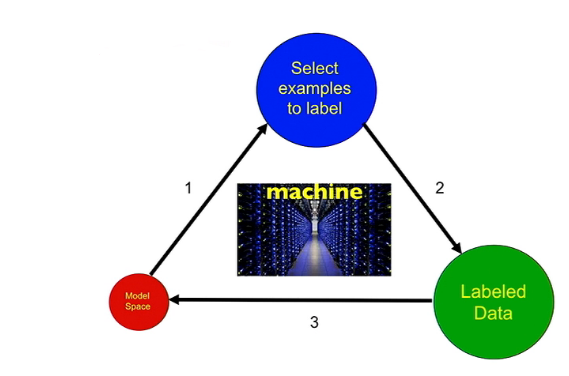 Select
examples
to label
1
2
machine
Model
Space
Labeled
Data
3